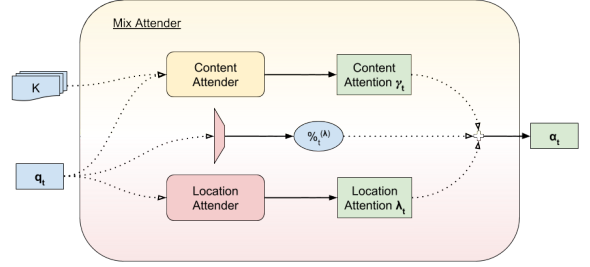 Mix Attender
K
Content
Attender
Content
Attention γₜ
%ₜ⁽λ⁾
αₜ
qₜ
Location
Attender
Location
Attention λₜ